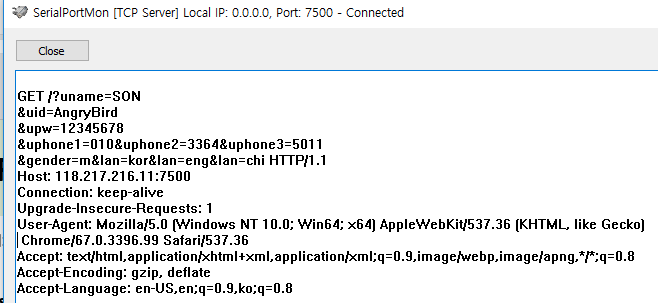 SerialPortMon [TCP Server] Local IP: 0.0.0.0, Port: 7500 - Connected
Close
GET /?uname=SON
&uid=AngryBird
&upw=12345678
&uphone1=010&uphone2=3364&uphone3=5011
&gender=m&lan=kor&lan=eng&lan=chi HTTP/1.1
Host: 118.217.216.11:7500
Connection: keep-alive
Upgrade-Insecure-Requests: 1
User-Agent: Mozilla/5.0 (Windows NT 10.0; Win64; x64) AppleWebKit/537.36 (KHTML, like Gecko)
Chrome/67.0.3396.99 Safari/537.36
Accept: text/html,application/xhtml+xml,application/xml;q=0.9,image/webp,image/apng,*/*;q=0.8
Accept-Encoding: gzip, deflate
Accept-Language: en-US,en;q=0.9,ko;q=0.8